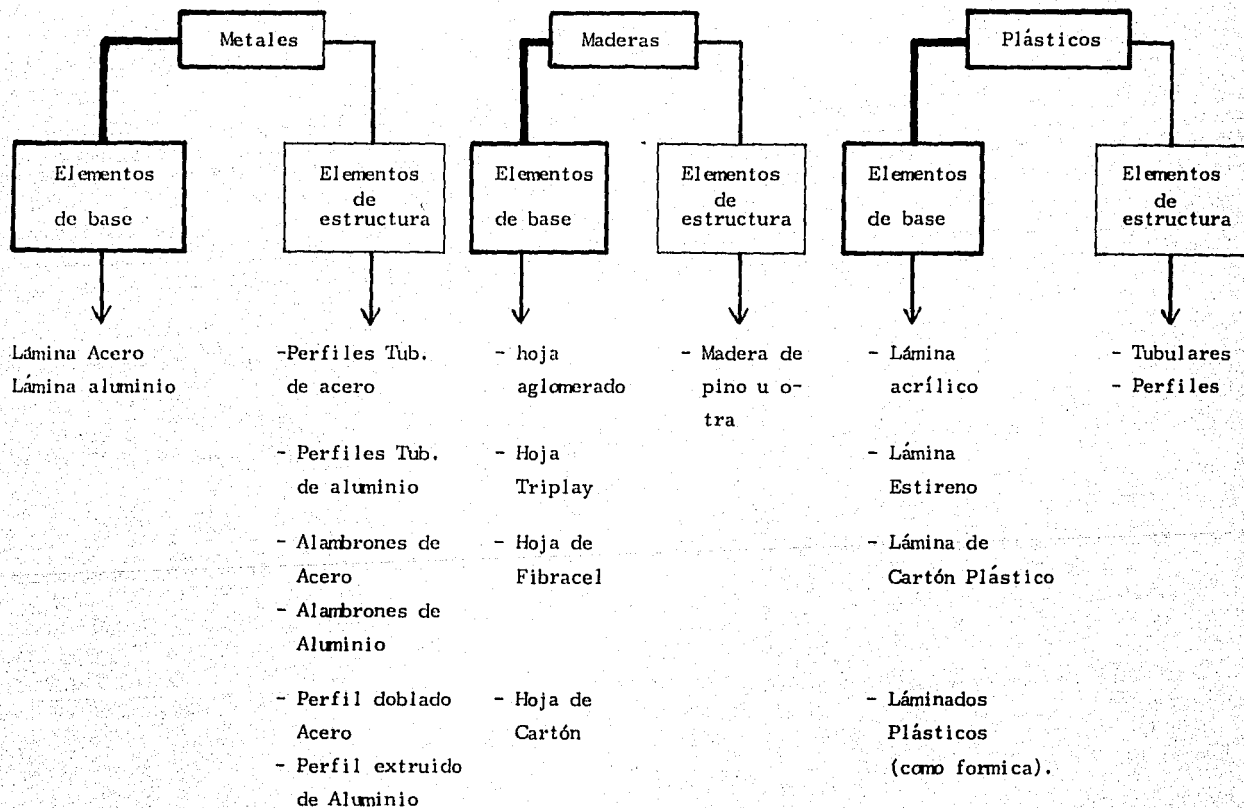 Metales
Maderas
Plásticos
Elementos
de base
Elementos
de
estructura
Elementos
de base
Elementos
de
estructura
Elementos
de base
Elementos
de
estructura
Lámina Acero
Lámina aluminio
-Perfiles Tub.
de acero
- Perfiles Tub.
de aluminio
- Alambrones de
Acero
- Alambrones de
Aluminio
- Perfil doblado
Acero
- Perfil extruido
de Aluminio
- hoja
aglomerado
- Hoja
Triplay
- Hoja de
Fibracel
- Hoja de
Cartón
- Madera de
pino u o-
tra
- Lámina
acrílico
- Lámina
Estireno
- Lámina de
Cartón Plástico
- Láminados
Plásticos
(como formica).
- Tubulares
- Perfiles